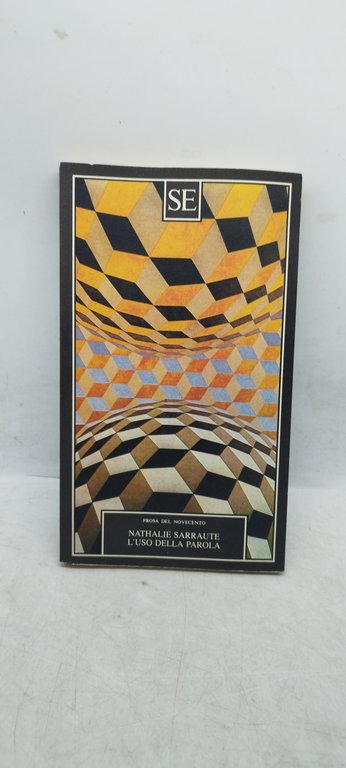 SE
PROSA DEL NOVECENTO
NATHALIE SARRAUTE
L'USO DELLA PAROLA